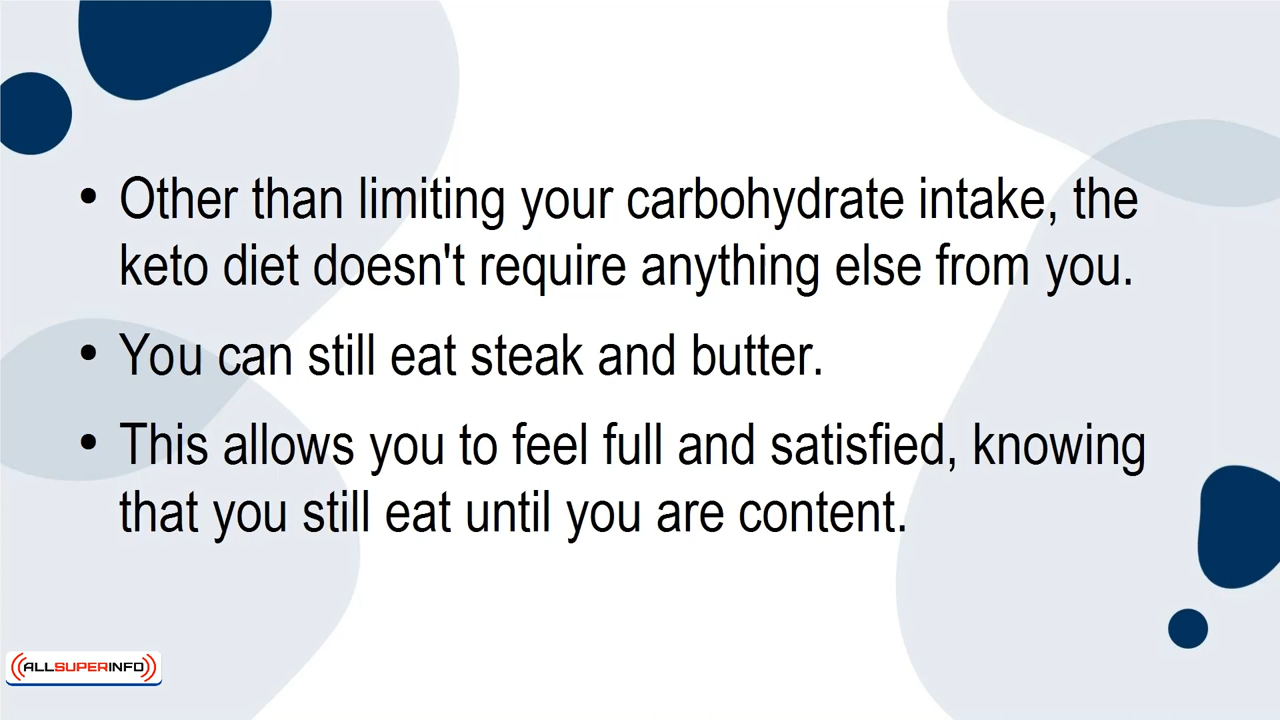 • Other than limiting your carbohydrate intake, the
keto diet doesn't require anything else from you.
• You can still eat steak and butter.
• This allows you to feel full and satisfied, knowing
that you still eat until you are content.
ALLSUPERINFO